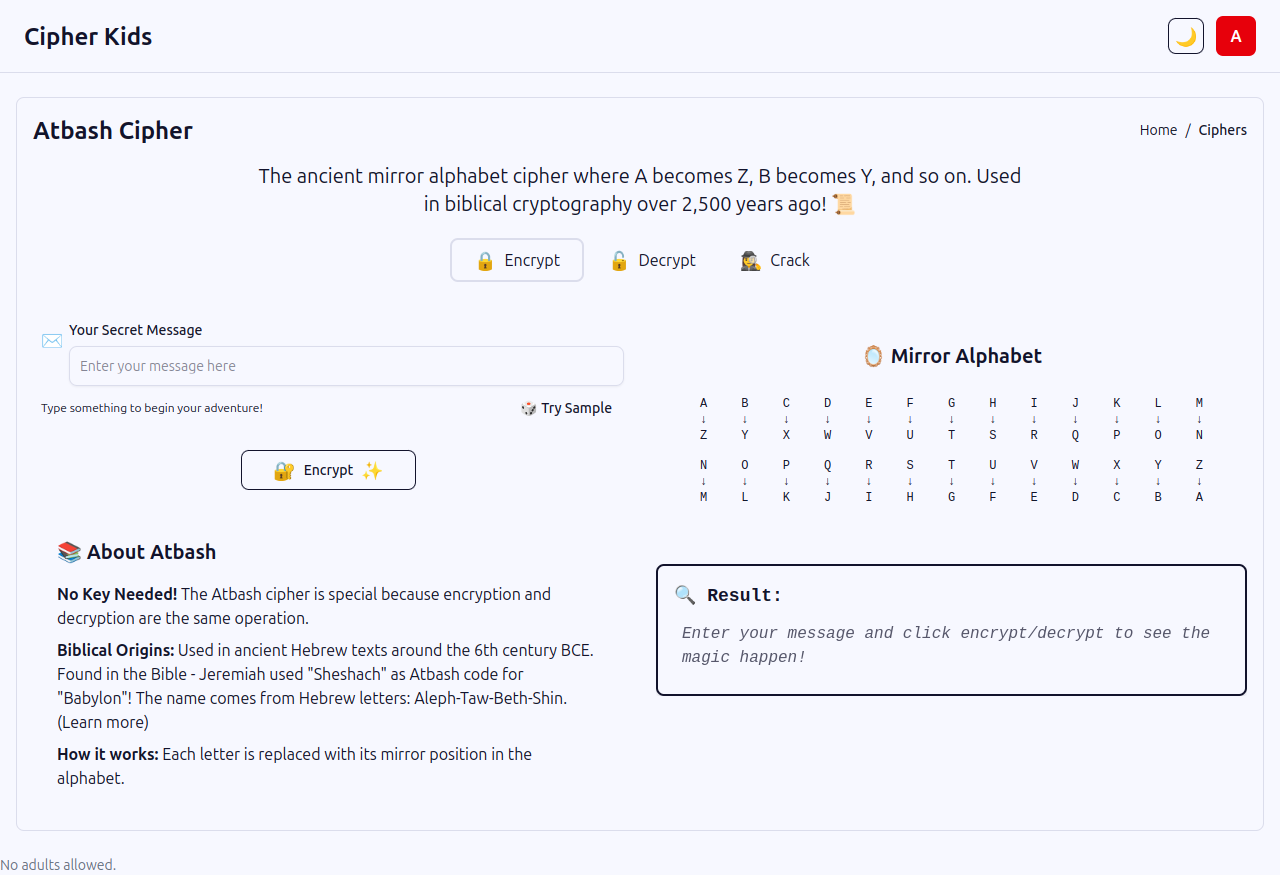 Cipher Kids
A
Atbash Cipher
Home / Ciphers
The ancient mirror alphabet cipher where A becomes Z, B becomes Y, and so on. Used
in biblical cryptography over 2,500 years ago! 📜
🔒 Encrypt
🔓 Decrypt
🕵️ Crack
Your Secret Message
Enter your message here
Type something to begin your adventure!
🎲 Try Sample
🔐 Encrypt ✨
🪞 Mirror Alphabet
A B C D E F G H I J K L M
↓ ↓ ↓ ↓ ↓ ↓ ↓ ↓ ↓ ↓ ↓ ↓ ↓
Z Y X W V U T S R Q P O N
N O P Q R S T U V W X Y Z
↓ ↓ ↓ ↓ ↓ ↓ ↓ ↓ ↓ ↓ ↓ ↓ ↓
M L K J I H G F E D C B A
📚 About Atbash
No Key Needed! The Atbash cipher is special because encryption and
decryption are the same operation.
Biblical Origins: Used in ancient Hebrew texts around the 6th century BCE.
Found in the Bible - Jeremiah used "Sheshach" as Atbash code for
"Babylon"! The name comes from Hebrew letters: Aleph-Taw-Beth-Shin.
(Learn more)
How it works: Each letter is replaced with its mirror position in the
alphabet.
🔍 Result:
Enter your message and click encrypt/decrypt to see the
magic happen!
No adults allowed.